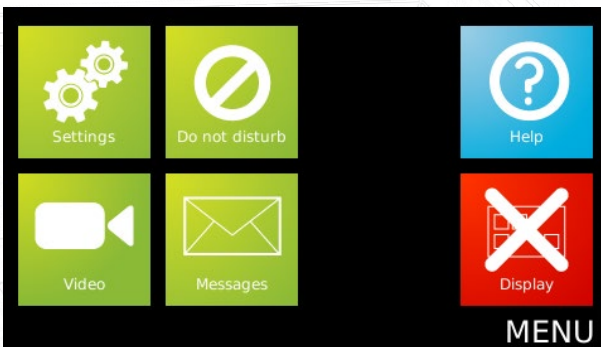 Settings
Do not disturb
Help
Video
Messages
Display
MENU